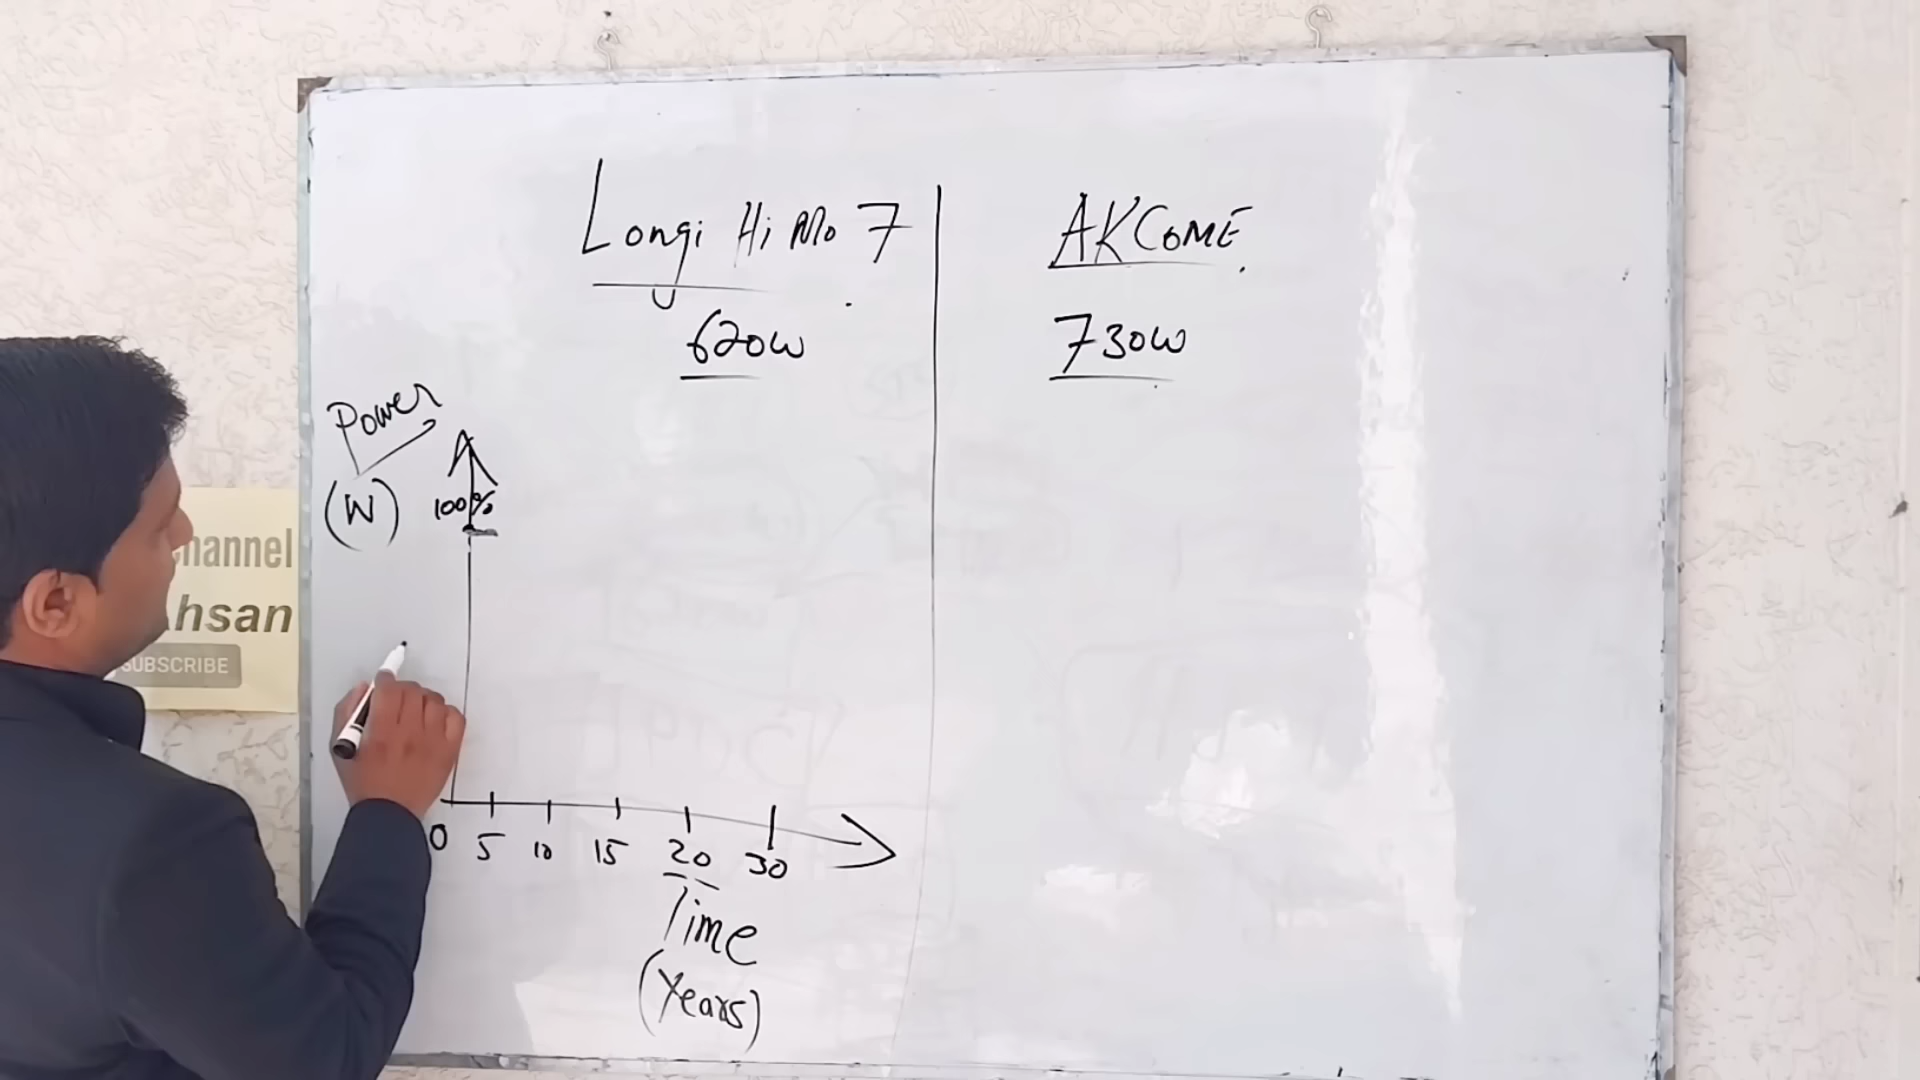 Longi Hi Mo 7
620W
AKCOME
730W
Power
(W)
100%
0 5 10 15 20 30
Time
(Years)
hannel
hsan
SUBSCRIBE